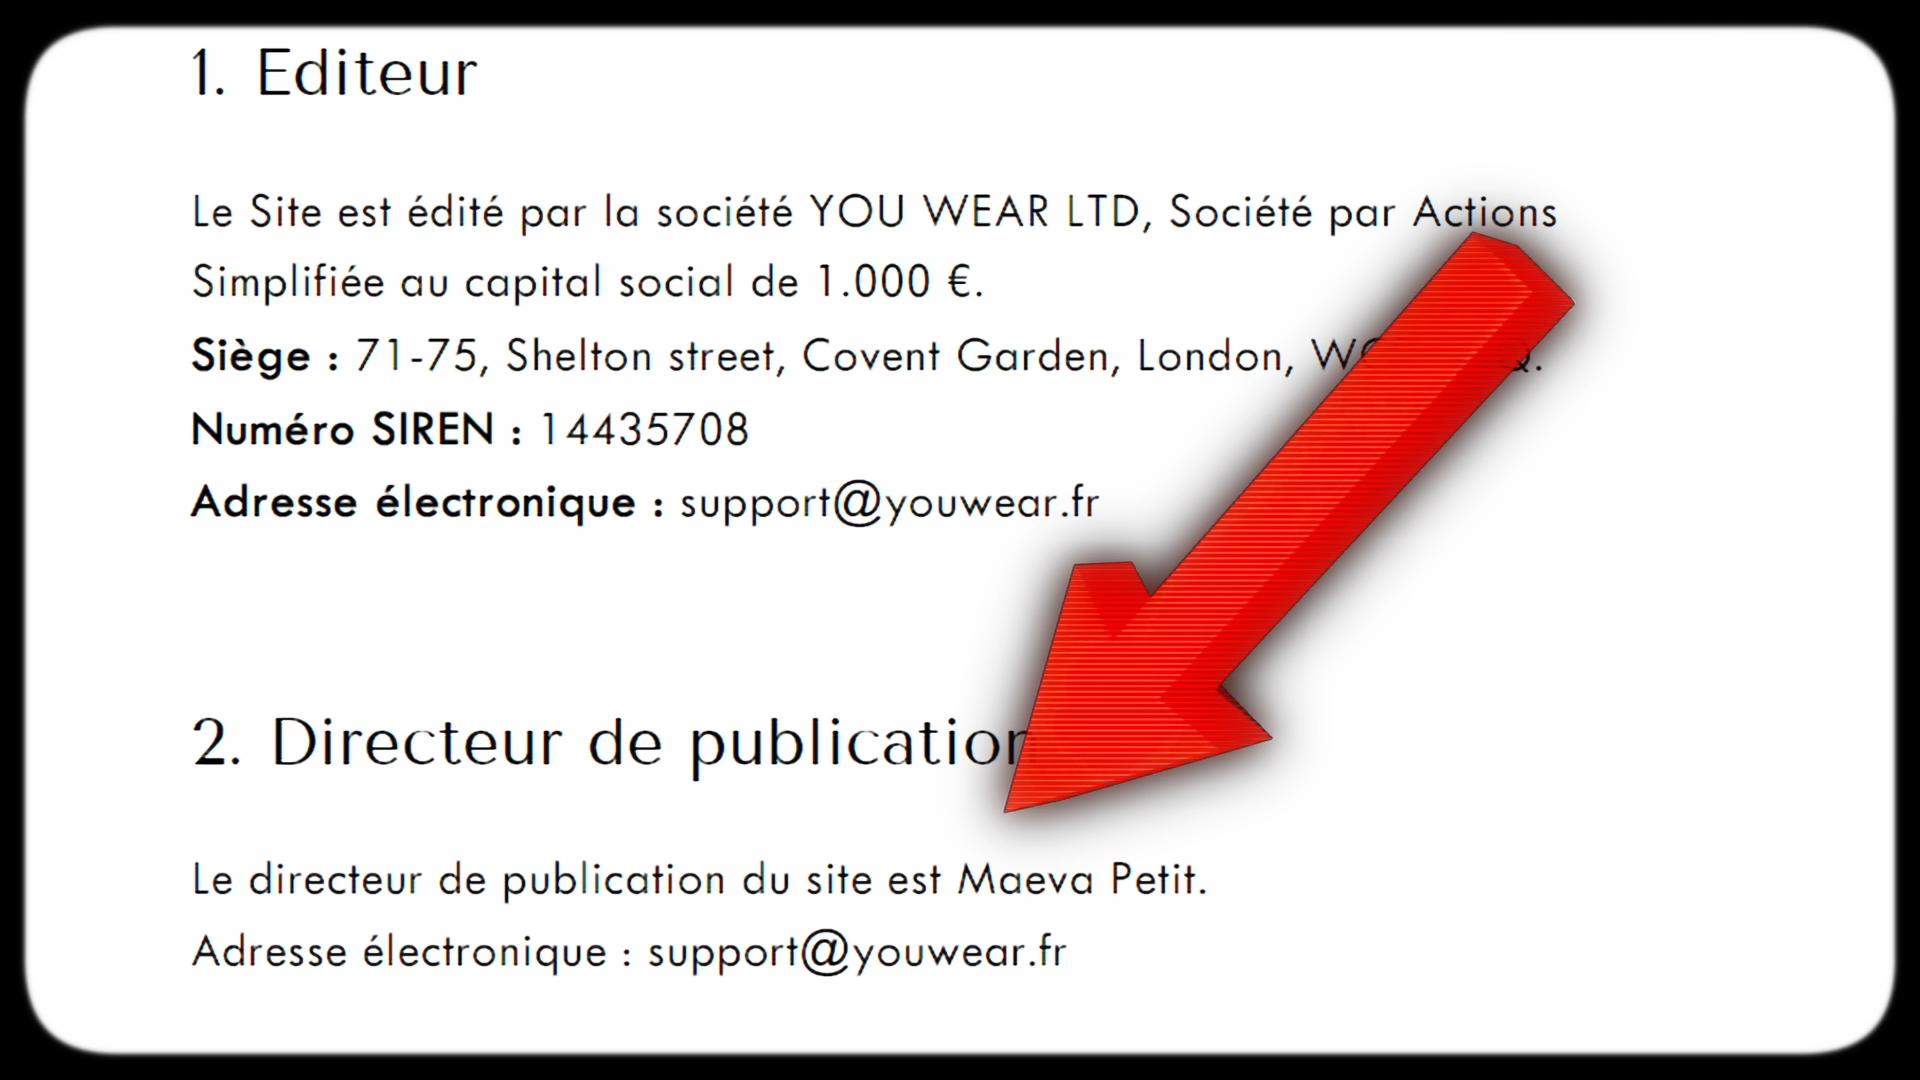 1. Editeur
Le Site est édité par la société YOU WEAR LTD, Société par Actions
Simplifiée au capital social de 1.000 €.
Siège : 71-75, Shelton street, Covent Garden, London,
Numéro SIREN : 14435708
Adresse électronique : support@youwear.fr
2. Directeur de publication
Le directeur de publication du site est Maeva Petit.
Adresse électronique : support@youwear.fr